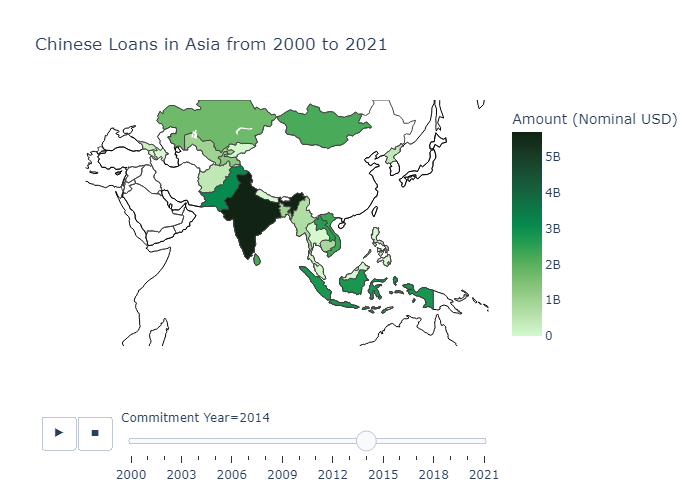 Chinese Loans in Asia from 2000 to 2021
Amount (Nominal USD)
5B
4B
3B
2B
1B
0
Commitment Year=2014
2000 2003 2006 2009 2012 2015 2018 2021